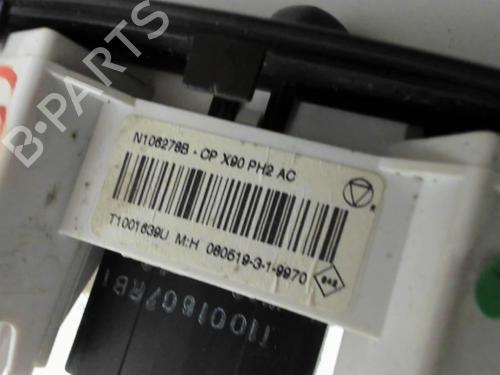 B-PARTS
N106278B - CP X90 PH2 AC
T1001639U M:H 080519-3-1-9970